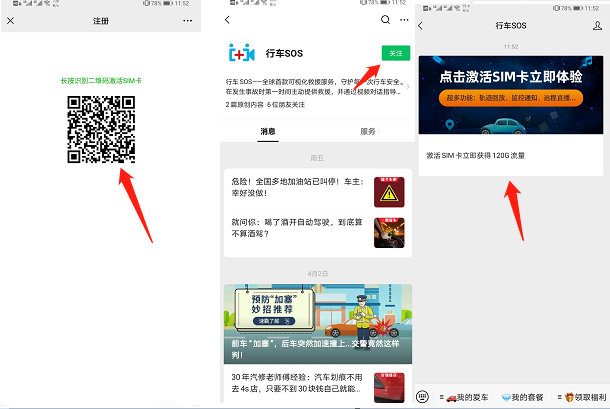 78% 11:52
注册
长按识别二维码激活SIM卡
78% 11:52
行车SOS
关注
行车SOS——全球首款可视化救援服务，守护每一次行车安全。
在发生事故时第一时间主动提供救援，并通过视频对话指导...
2篇原创内容 6位朋友关注
消息
服务
周五
危险！全国多地加油站已叫停！车主：
幸好没做！
就问你：喝了酒开自动驾驶，到底算
不算酒驾？
4月2日
预防“加塞”
妙招推荐
速戳了解
前车“加塞”，后车突然加速撞上...交警竟然这样
判！
30年汽修老师傅经验：汽车划痕不用
去4s店，只要不到30块钱自己就能...
78% 11:52
行车SOS
11:52
点击激活SIM卡立即体验
超多功能：轨迹回放、监控通知、远程直播...
激活SIM卡立即获得120G流量
我的爱车
我的套餐
领取福利